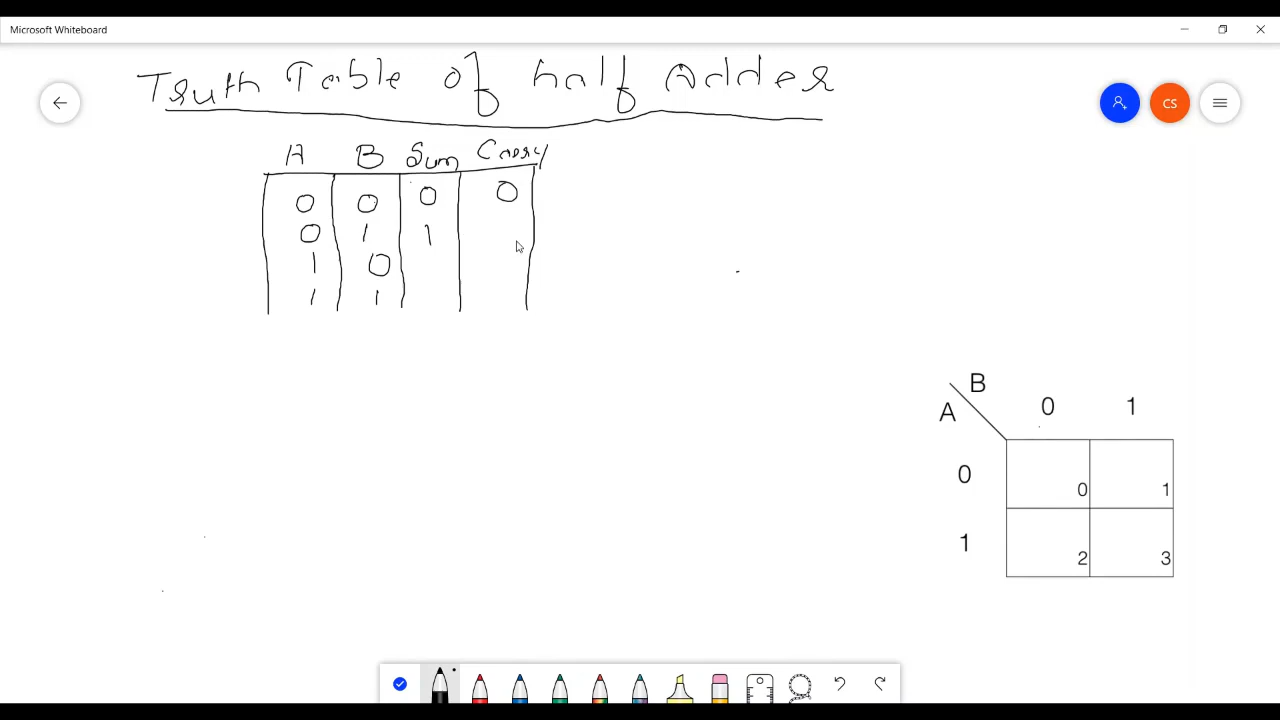 Microsoft Whiteboard
Truth Table of half Adder
CS
A B Sum Carry
0 0 0 0
0 1 1
1 0
1 1
B
A 0 1
0 0 1
1 2 3